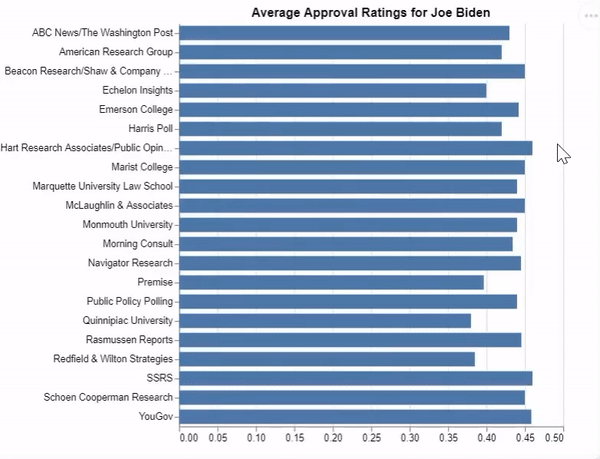 Average Approval Ratings for Joe Biden
ABC News/The Washington Post
American Research Group
Beacon Research/Shaw & Company ...
Echelon Insights
Emerson College
Harris Poll
Hart Research Associates/Public Opin...
Marist College
Marquette University Law School
McLaughlin & Associates
Monmouth University
Morning Consult
Navigator Research
Premise
Public Policy Polling
Quinnipiac University
Rasmussen Reports
Redfield & Wilton Strategies
SSRS
Schoen Cooperman Research
YouGov
0.00 0.05 0.10 0.15 0.20 0.25 0.30 0.35 0.40 0.45 0.50